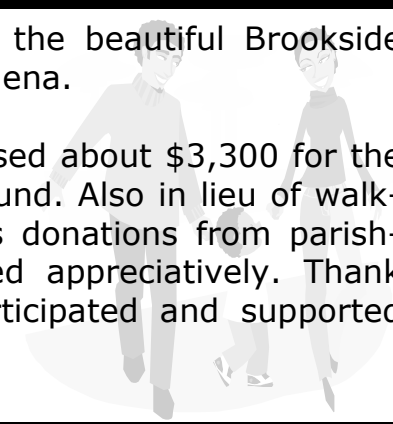 the beautiful Brookside
ena.
sed about $3,300 for the
und. Also in lieu of walk-
s donations from parish-
ed appreciatively. Thank
rticipated and supported